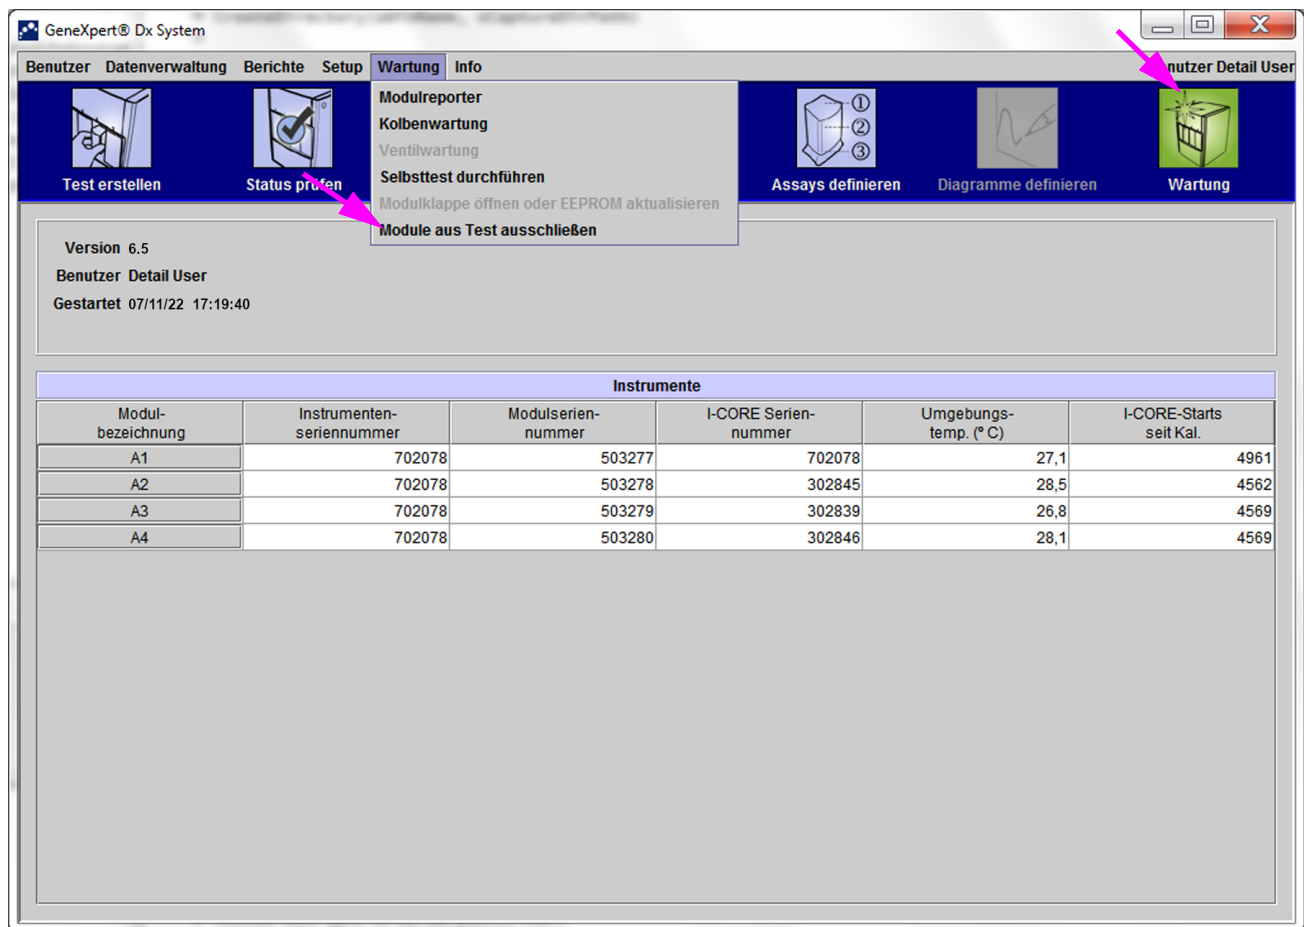 GeneXpert® Dx System
Benutzer Datenverwaltung Berichte Setup Wartung Info nutzer Detail User
Modulreporter
Kolbenwartung
Ventilwartung
Selbsttest durchführen
Modulklappe öffnen oder EEPROM aktualisieren
Module aus Test ausschließen
① ② ③
Test erstellen Status prüfen Assays definieren Diagramme definieren Wartung
Version 6.5
Benutzer Detail User
Gestartet 07/11/22 17:19:40
Instrumente
Modul-bezeichnung Instrumenten-seriennummer Modulserien-nummer I-CORE Serien-nummer Umgebungs-temp. (º C) I-CORE-Starts seit Kal.
A1 702078 503277 702078 27,1 4961
A2 702078 503278 302845 28,5 4562
A3 702078 503279 302839 26,8 4569
A4 702078 503280 302846 28,1 4569